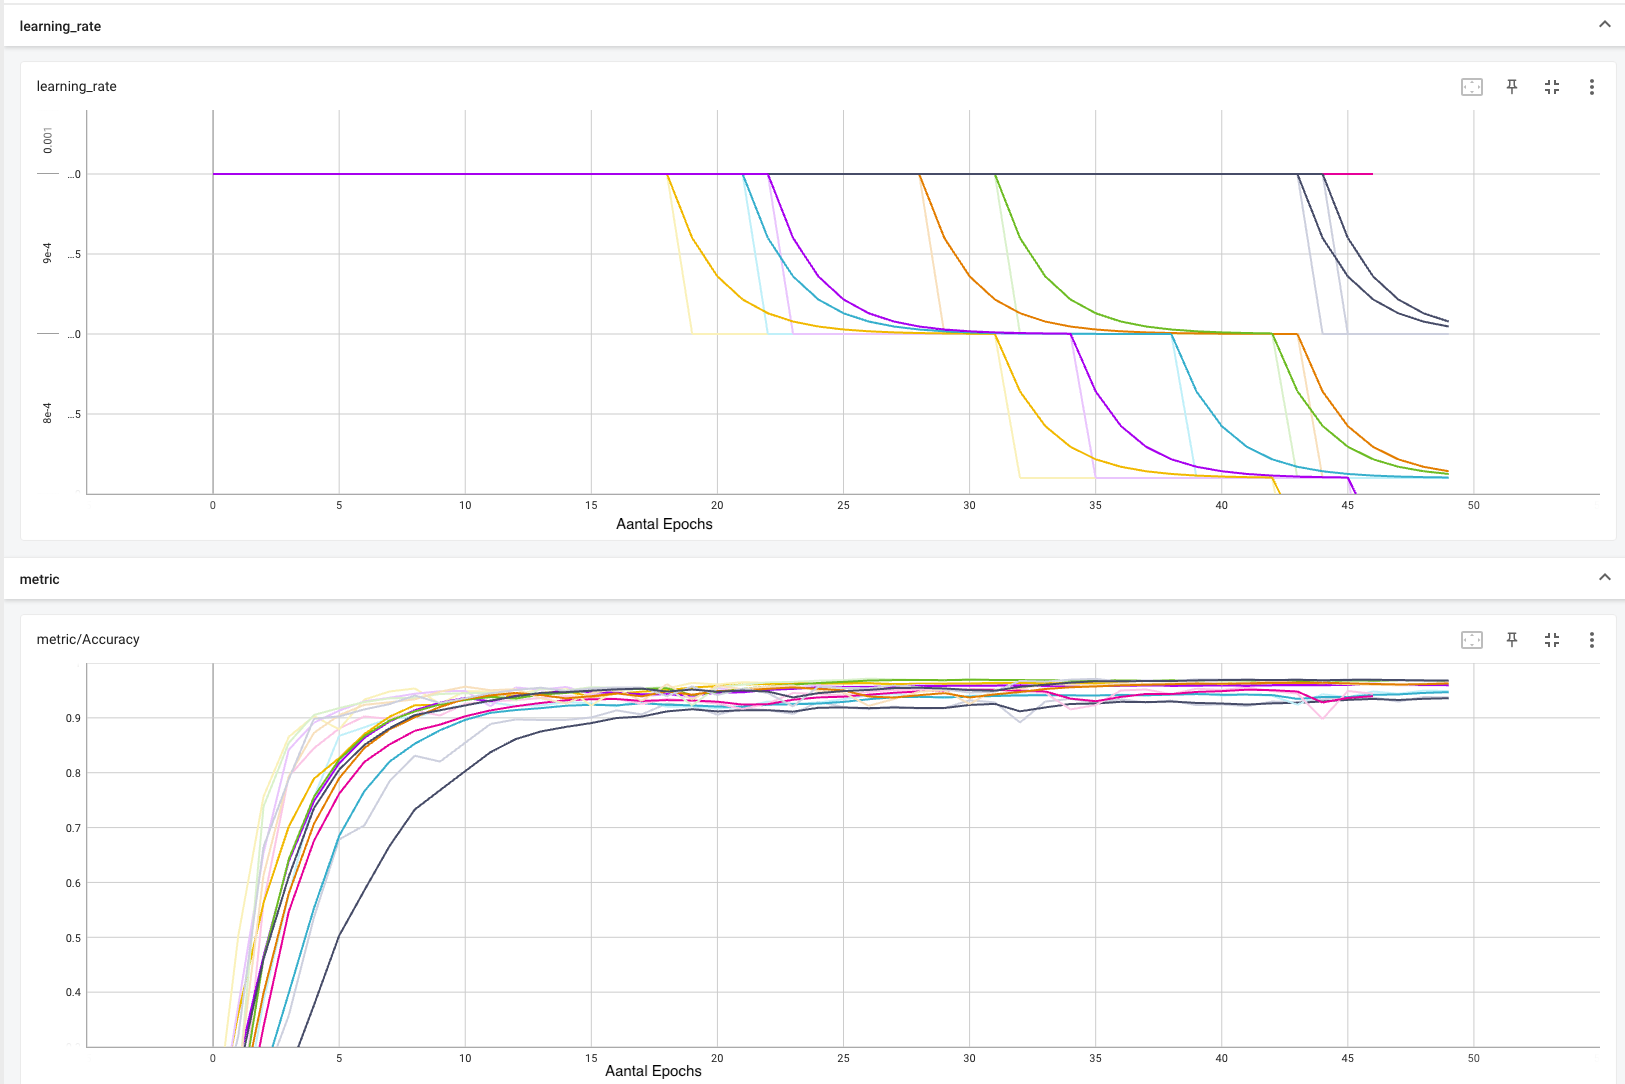 learning_rate
learning_rate
0.001
...0
9e-4
...5
...0
8e-4
...5
0 5 10 15 20 25 30 35 40 45 50
Aantal Epochs
metric
metric/Accuracy
0.9
0.8
0.7
0.6
0.5
0.4
0 5 10 15 20 25 30 35 40 45 50
Aantal Epochs